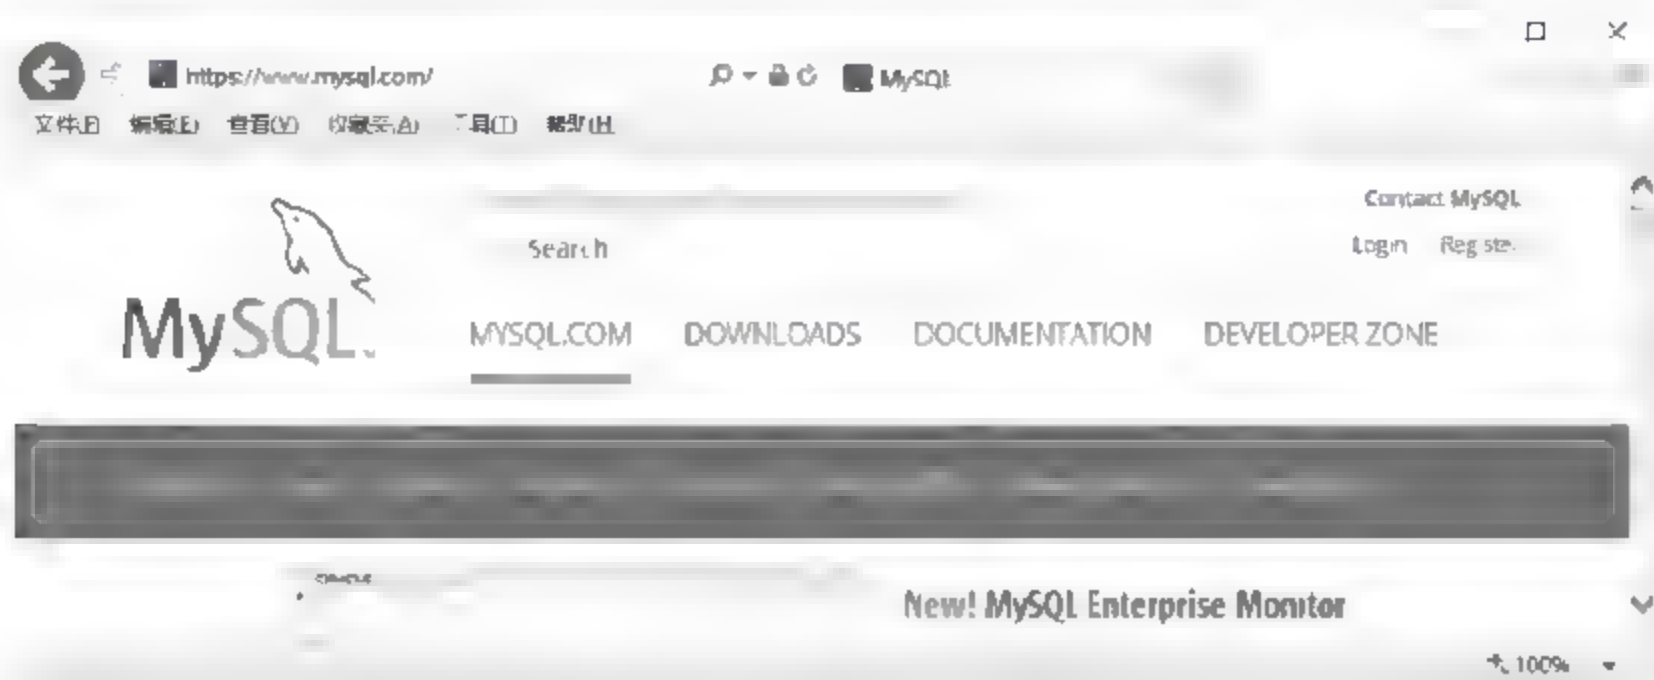 https://www.mysql.com/ MySQL
文件(F) 编辑(E) 查看(V) 收藏夹(A) 工具(T) 帮助(H)
Contact MySQL
Search Login Register
MySQL. MYSQL.COM DOWNLOADS DOCUMENTATION DEVELOPER ZONE
New! MySQL Enterprise Monitor
100%